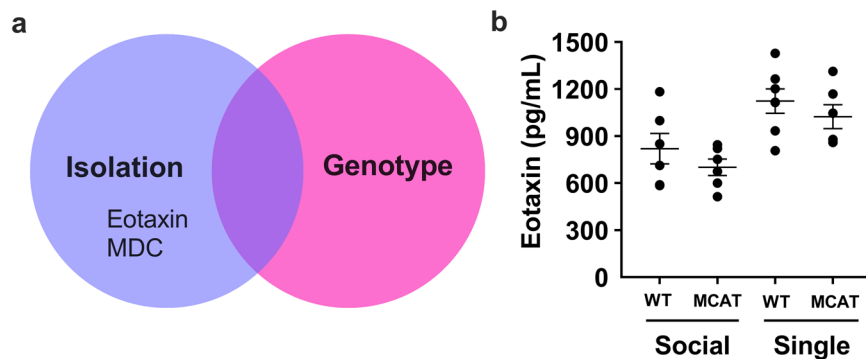 a
Isolation
Genotype
Eotaxin
MDC
b
Eotaxin (pg/mL)
1500
1200
900
600
300
0
WT MCAT WT MCAT
Social Single